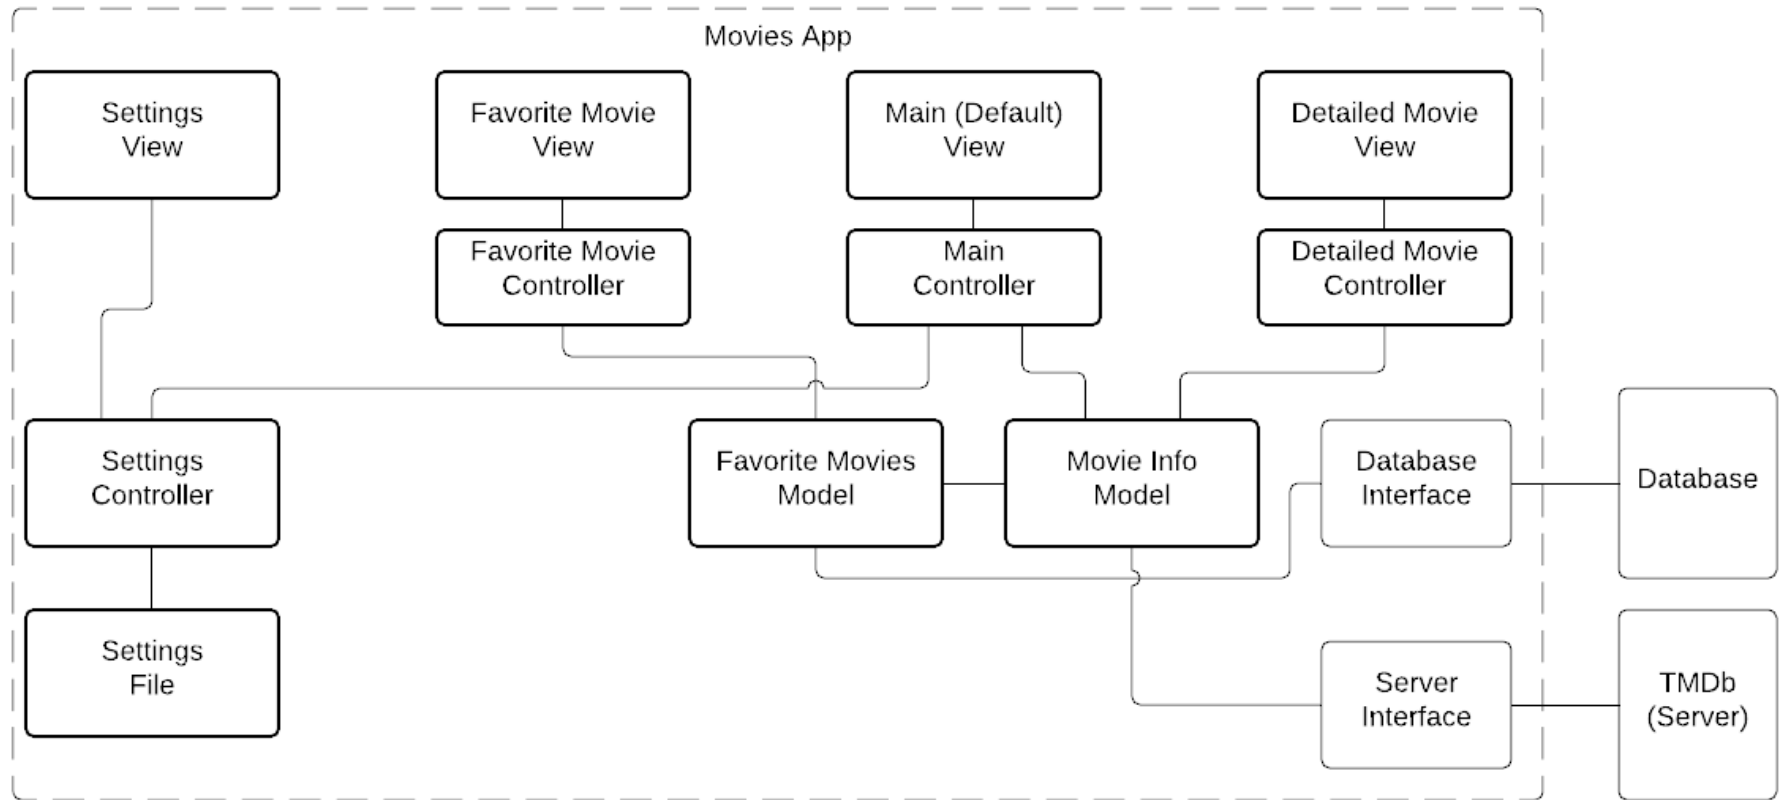 Movies App
Settings
View
Favorite Movie
View
Main (Default)
View
Detailed Movie
View
Favorite Movie
Controller
Main
Controller
Detailed Movie
Controller
Settings
Controller
Favorite Movies
Model
Movie Info
Model
Database
Interface
Database
Settings
File
Server
Interface
TMDb
(Server)